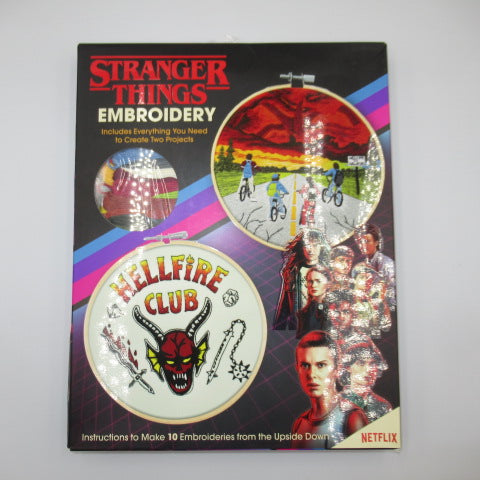 STRANGER
THINGS
EMBROIDERY
Includes Everything You Need
to Create Two Projects
HELLFIRE
CLUB
Instructions to Make 10 Embroideries from the Upside Down
NETFLIX